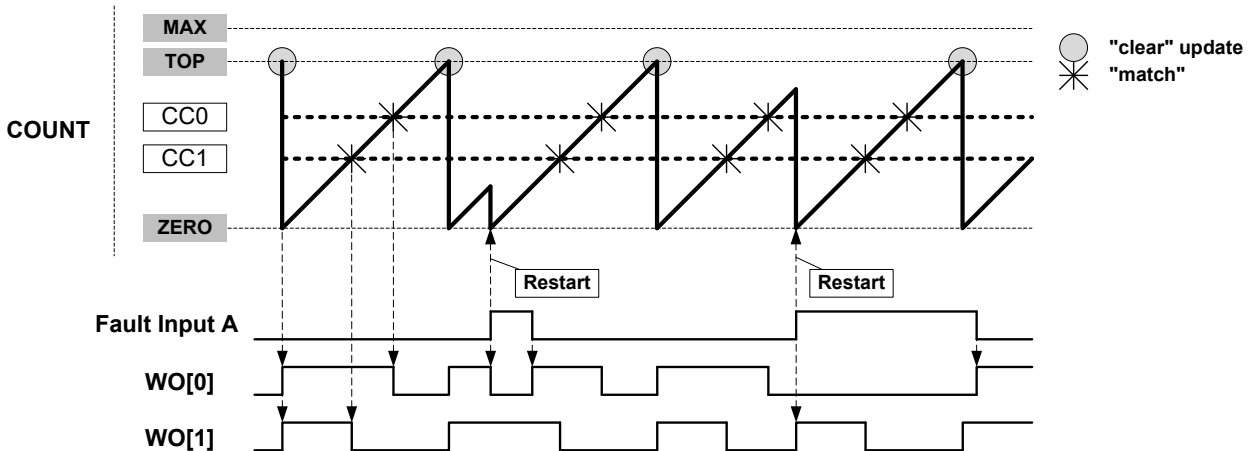 MAX
"clear" update
TOP
"match"
CC0
COUNT
CC1
ZERO
Restart
Restart
Fault Input A
WO[0]
WO[1]